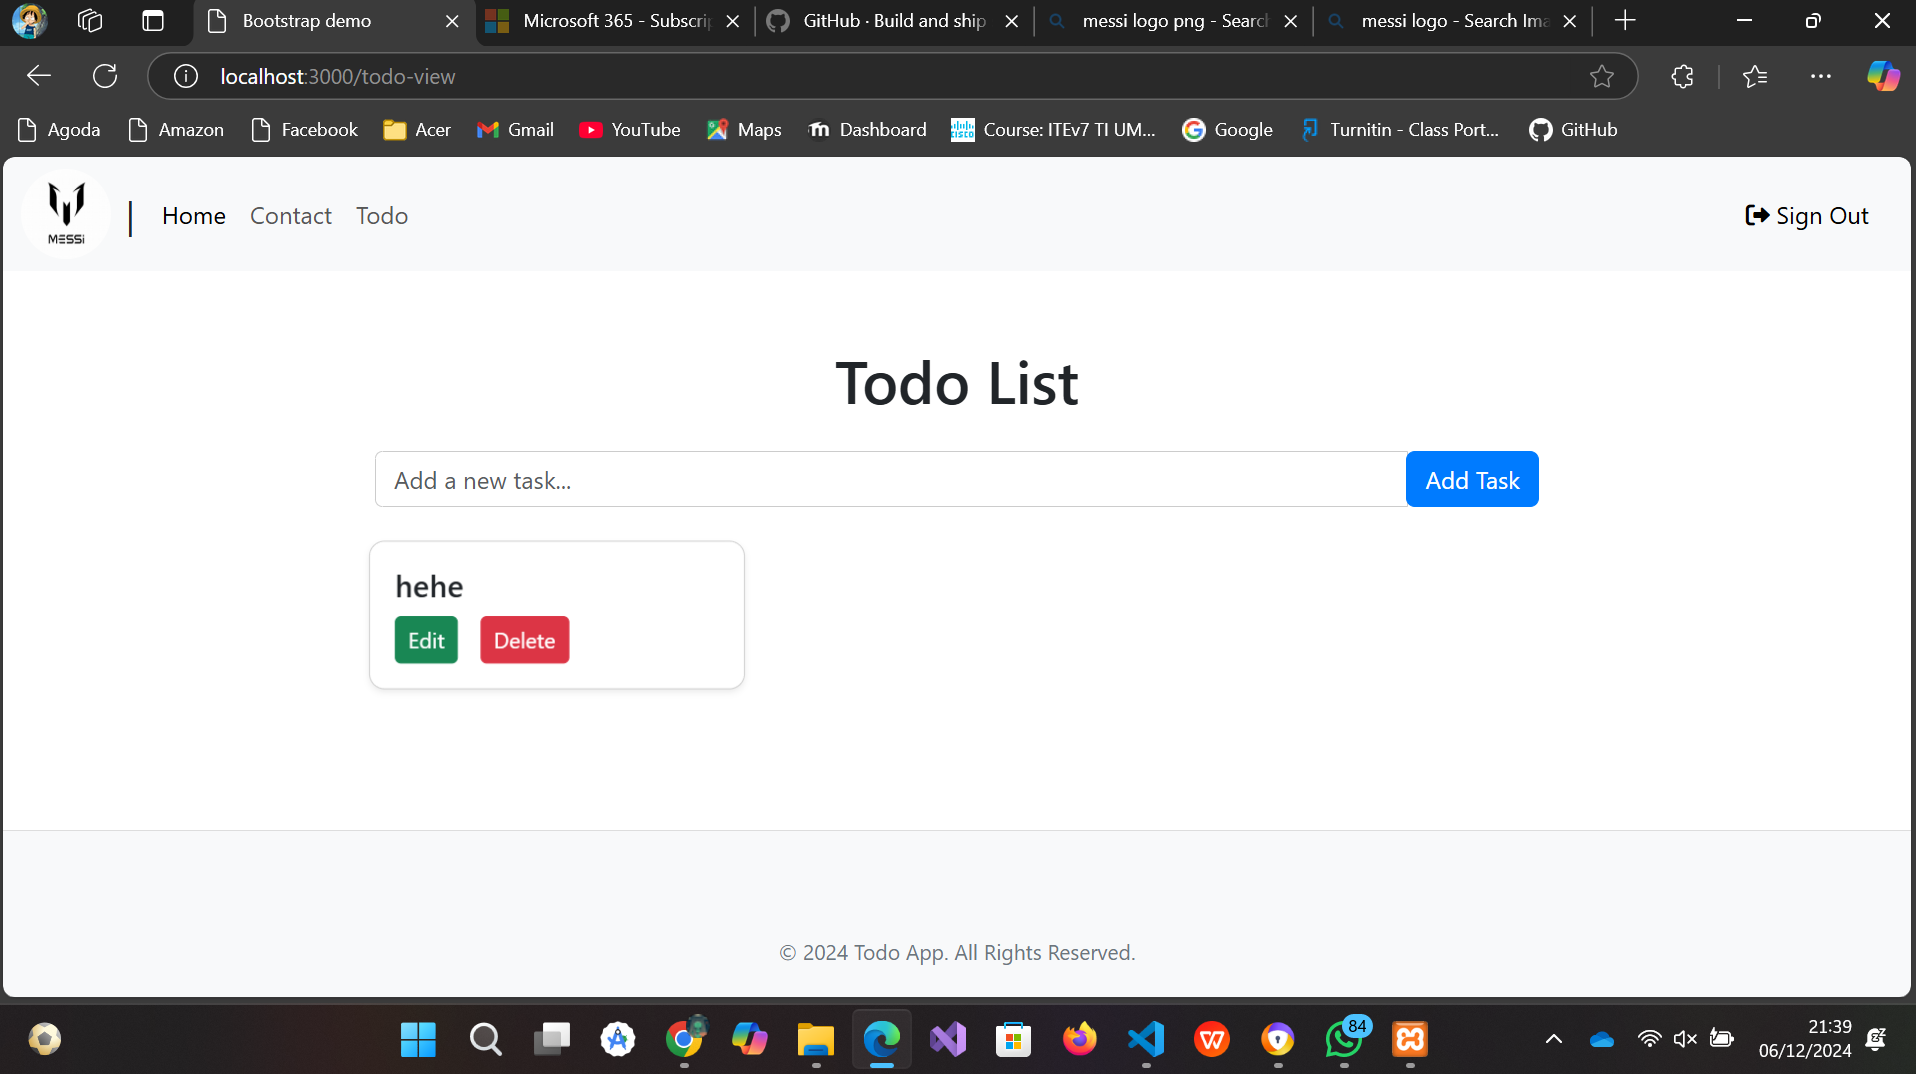 Bootstrap demo
Microsoft 365 - Subscrip
GitHub · Build and ship
messi logo png - Search
messi logo - Search Ima
localhost:3000/todo-view
Agoda
Amazon
Facebook
Acer
Gmail
YouTube
Maps
Dashboard
Course: ITEv7 TI UM...
Google
Turnitin - Class Port...
GitHub
MESSi
Home
Contact
Todo
Sign Out
Todo List
Add a new task...
Add Task
hehe
Edit
Delete
© 2024 Todo App. All Rights Reserved.
84
21:39
06/12/2024